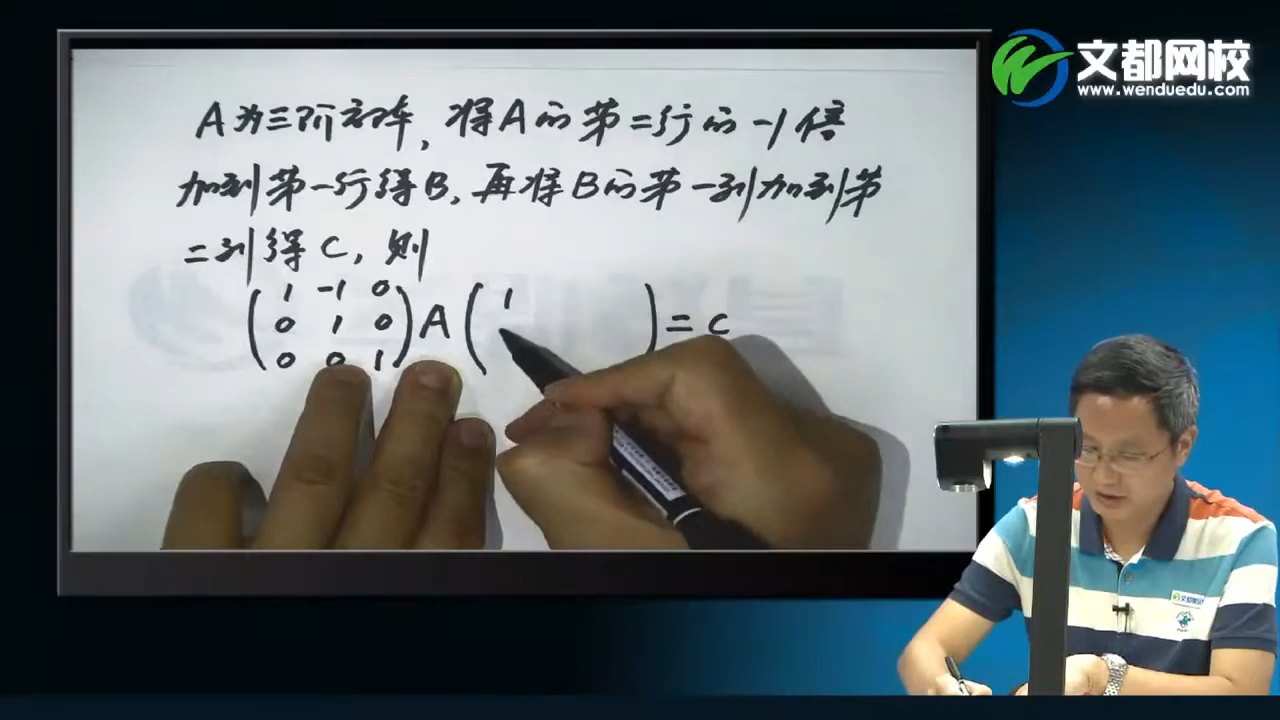 文都网校
www.wenduedu.com
A为三阶方阵,将A的第二行的-1倍
加到第一行得B,再将B的第一列加到第
二列得C,则
1 -1 0
0 1 0 A ( 1 ) = C
0 0 1